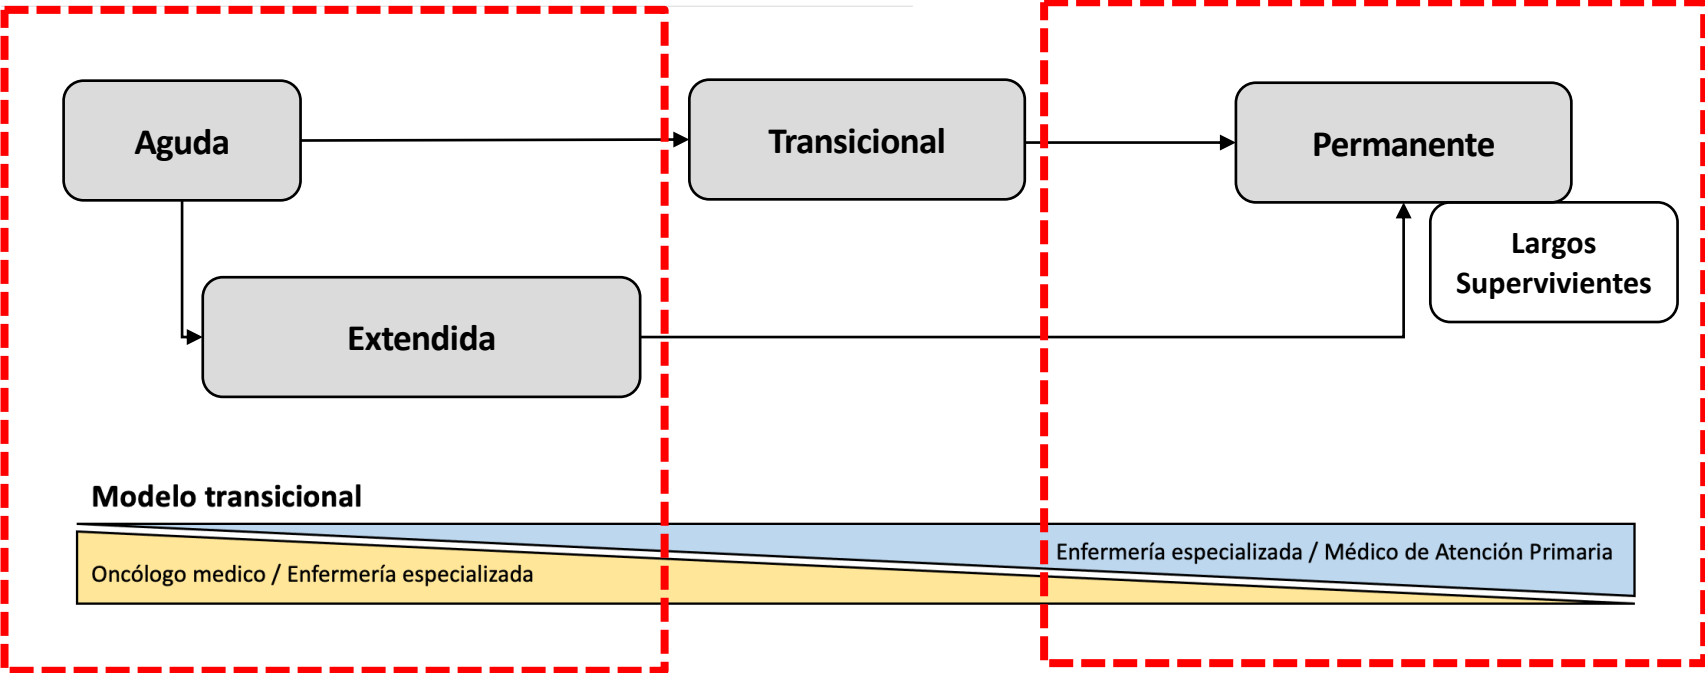 Aguda
Transicional
Permanente
Largos
Supervivientes
Extendida
Modelo transicional
Enfermería especializada / Médico de Atención Primaria
Oncólogo medico / Enfermería especializada